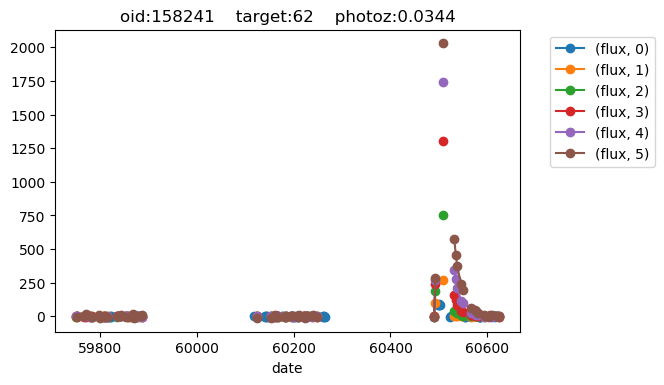 oid:158241    target:62    photoz:0.0344
2000
1750
1500
1250
1000
750
500
250
0
59800
60000
60200
60400
60600
date
(flux, 0)
(flux, 1)
(flux, 2)
(flux, 3)
(flux, 4)
(flux, 5)